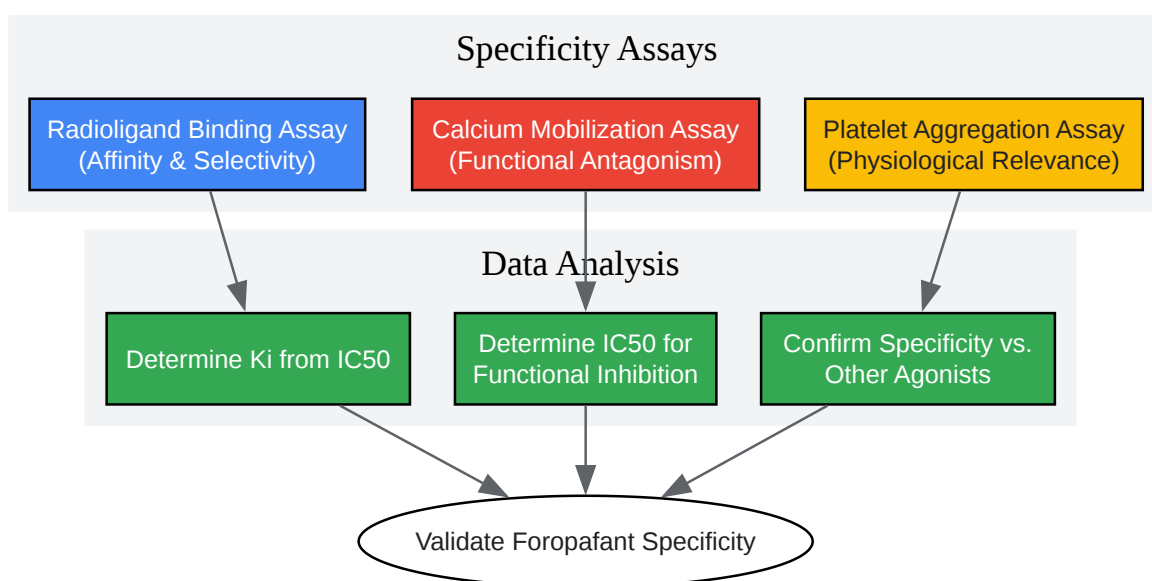 Specificity Assays
Radioligand Binding Assay
(Affinity & Selectivity)
Calcium Mobilization Assay
(Functional Antagonism)
Platelet Aggregation Assay
(Physiological Relevance)
Data Analysis
Determine Ki from IC50
Determine IC50 for
Functional Inhibition
Confirm Specificity vs.
Other Agonists
Validate Foropafant Specificity